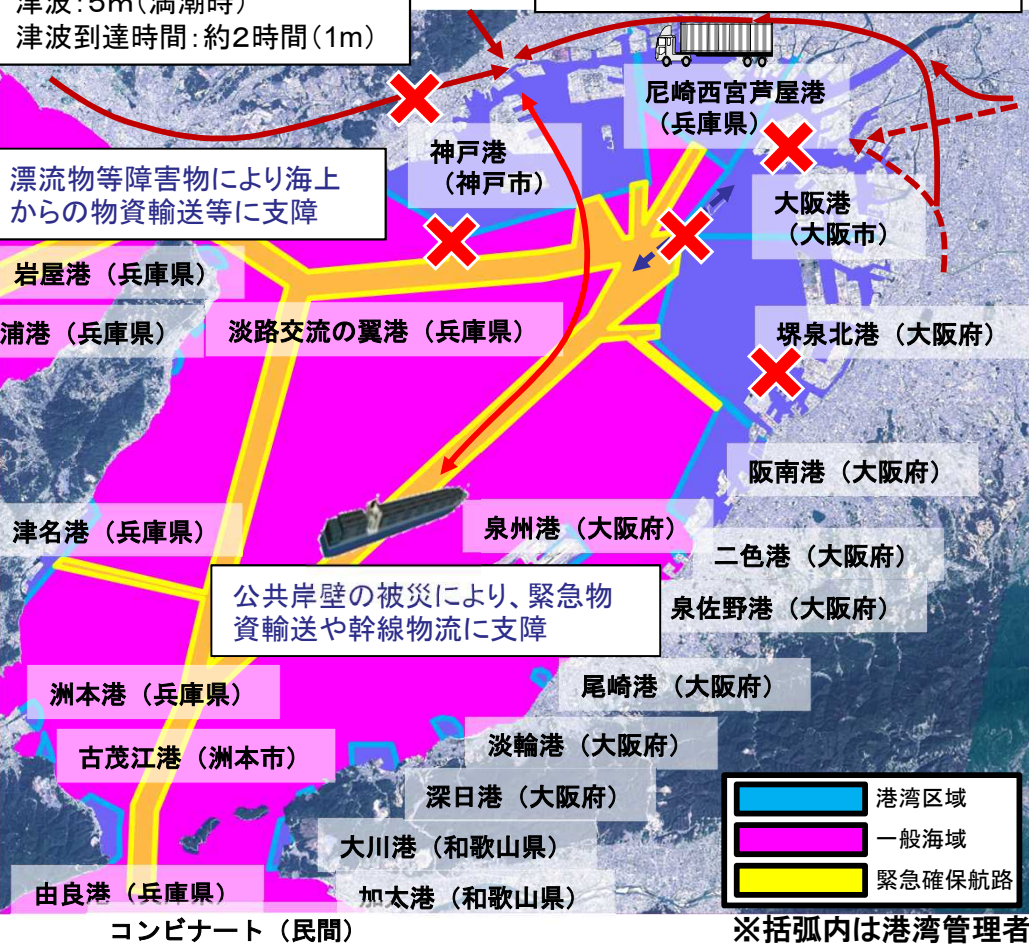 津波：5m（満潮時）
津波到達時間：約2時間（1m）
尼崎西宮芦屋港
（兵庫県）
神戸港
（神戸市）
漂流物等障害物により海上
からの物資輸送等に支障
大阪港
（大阪市）
岩屋港（兵庫県）
浦港（兵庫県）
淡路交流の翼港（兵庫県）
堺泉北港（大阪府）
阪南港（大阪府）
津名港（兵庫県）
泉州港（大阪府）
二色港（大阪府）
公共岸壁の被災により、緊急物
資輸送や幹線物流に支障
泉佐野港（大阪府）
洲本港（兵庫県）
尾崎港（大阪府）
古茂江港（洲本市）
淡輪港（大阪府）
深日港（大阪府）
大川港（和歌山県）
由良港（兵庫県）
加太港（和歌山県）
コンビナート（民間）
港湾区域
一般海域
緊急確保航路
※括弧内は港湾管理者